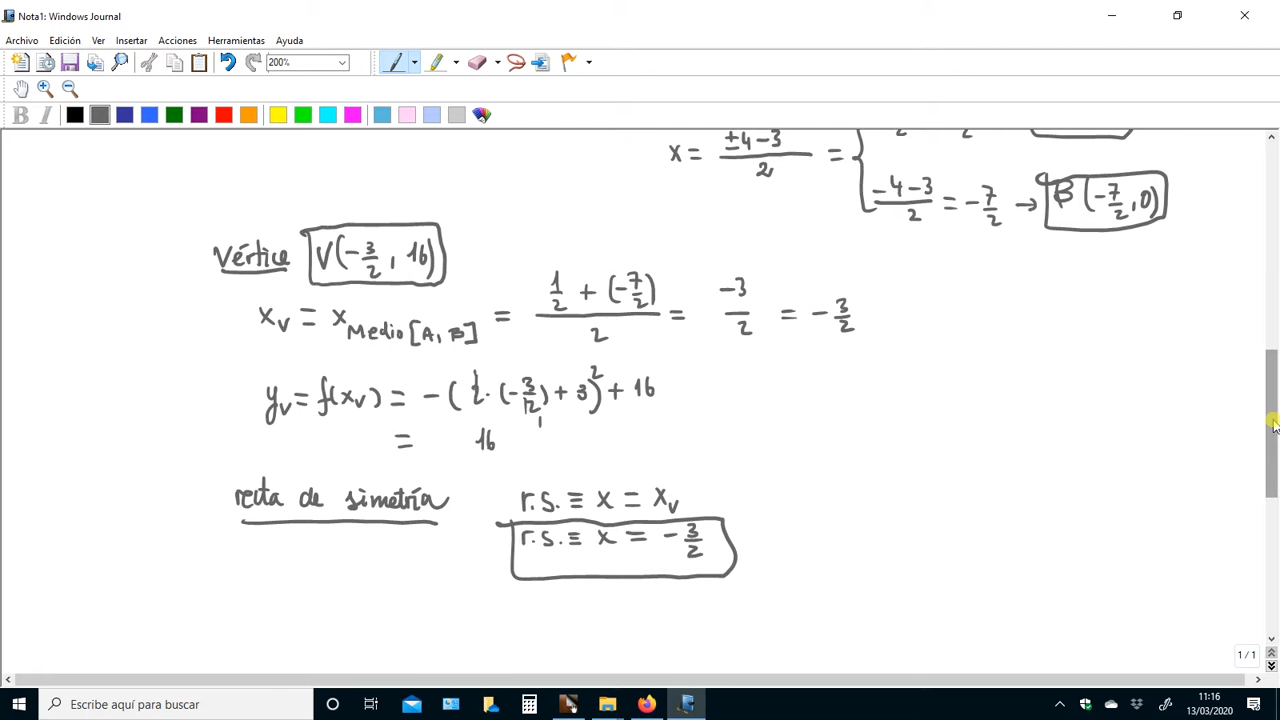 Nota1: Windows Journal
Archivo Edición Ver Insertar Acciones Herramientas Ayuda
200%
B I
x = ±4-3/2 = {
-4-3/2 = -7/2 → B(-7/2, 0)
Vértice V(-3/2, 16)
x_v = x_Medio[A, B] = (1/2 + (-7/2))/2 = -3/2 = -3/2
y_v = f(x_v) = -(2·(-3/2) + 3)² + 16
= 16
recta de simetría r.s. ≡ x = x_v
r.s. ≡ x = -3/2
1 / 1
Escribe aquí para buscar
11:16
13/03/2020